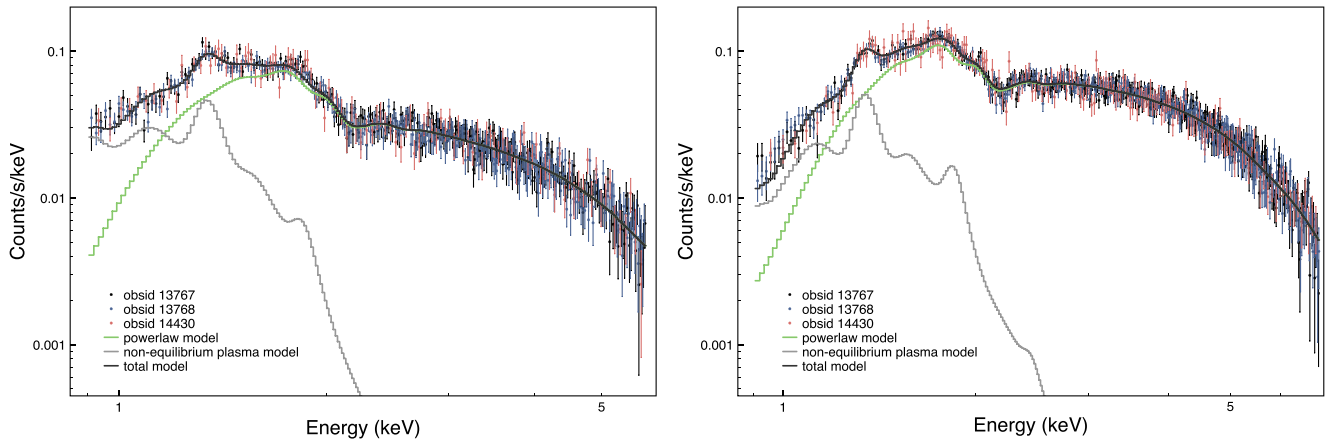 0.1
0.01
0.001
Counts/s/keV
obsid 13767
obsid 13768
obsid 14430
powerlaw model
non-equilibrium plasma model
total model
1
5
Energy (keV)
0.1
0.01
0.001
Counts/s/keV
obsid 13767
obsid 13768
obsid 14430
powerlaw model
non-equilibrium plasma model
total model
1
5
Energy (keV)